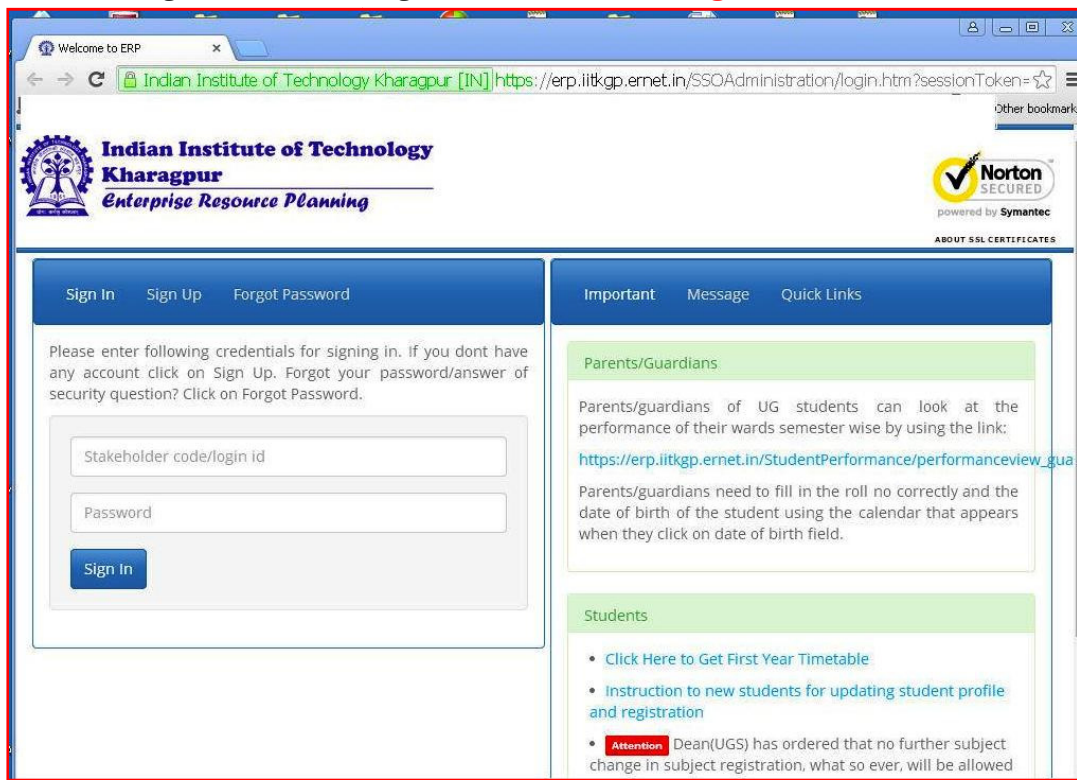 Welcome to ERP
Indian Institute of Technology Kharagpur [IN] https://erp.iitkgp.ernet.in/SSOAdministration/login.htm?sessionToken=
Other bookmark
Indian Institute of Technology
Kharagpur
Enterprise Resource Planning
Norton
SECURED
powered by Symantec
ABOUT SSL CERTIFICATES
Sign In Sign Up Forgot Password
Please enter following credentials for signing in. If you dont have
any account click on Sign Up. Forgot your password/answer of
security question? Click on Forgot Password.
Stakeholder code/login id
Password
Sign In
Important Message Quick Links
Parents/Guardians
Parents/guardians of UG students can look at the
performance of their wards semester wise by using the link:
https://erp.iitkgp.ernet.in/StudentPerformance/performanceview_gua
Parents/guardians need to fill in the roll no correctly and the
date of birth of the student using the calendar that appears
when they click on date of birth field.
Students
• Click Here to Get First Year Timetable
• Instruction to new students for updating student profile
and registration
• Attention Dean(UGS) has ordered that no further subject
change in subject registration, what so ever, will be allowed